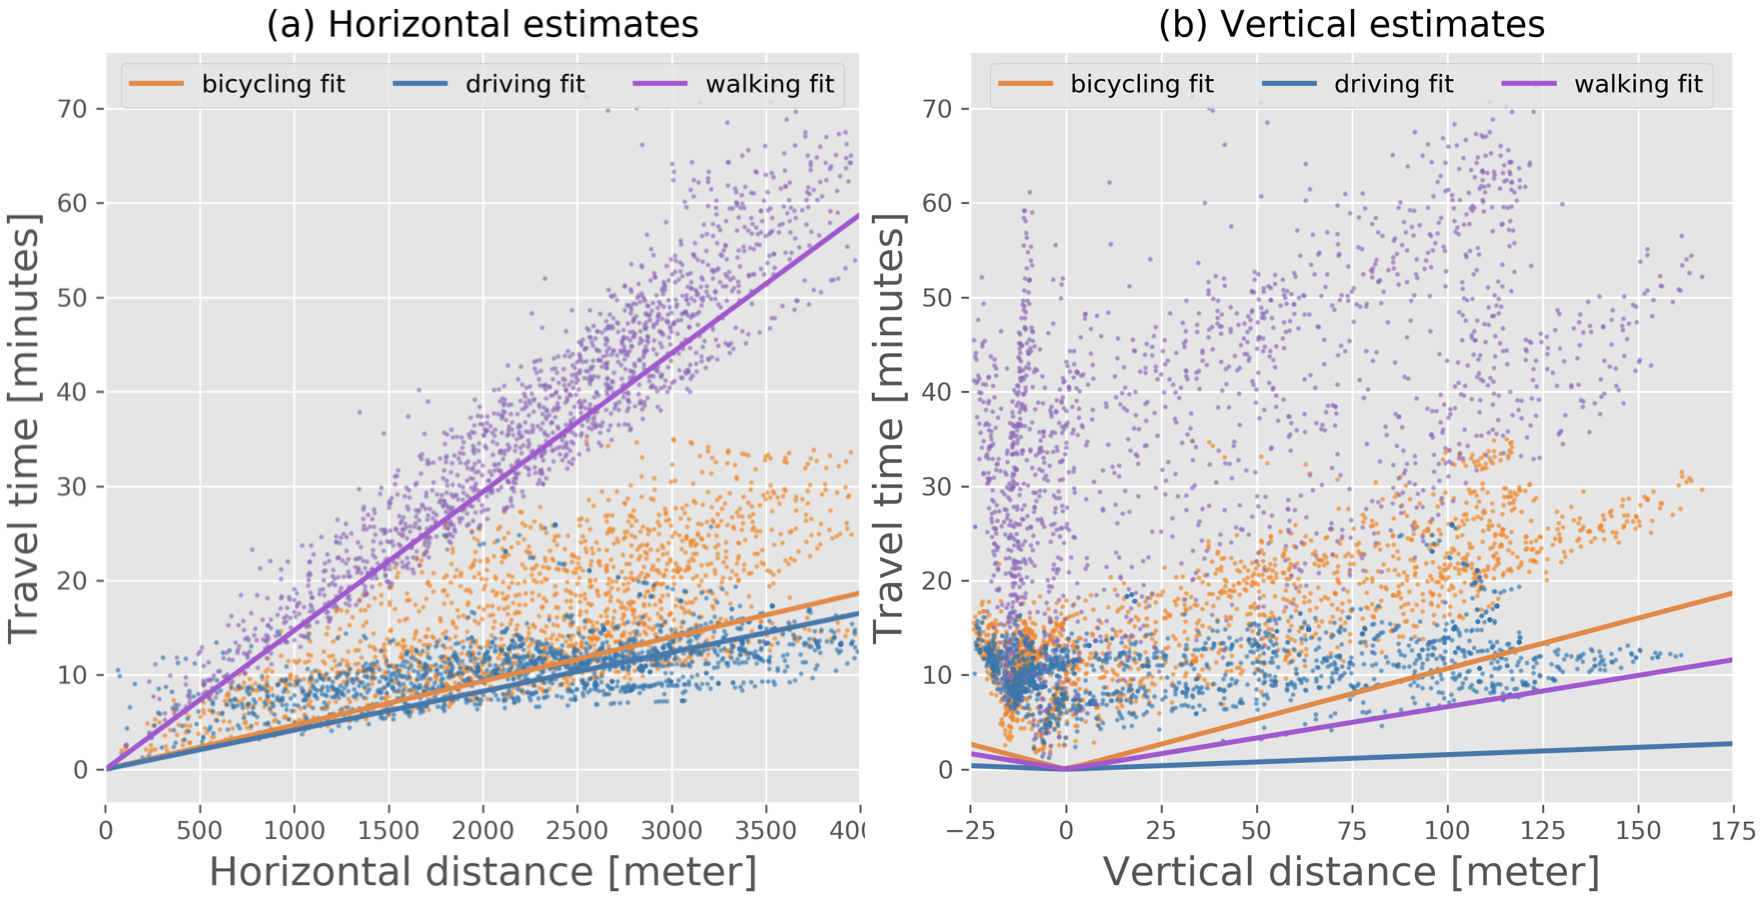 (a) Horizontal estimates
bicycling fit driving fit walking fit
70
60
50
40
30
20
10
0
Travel time [minutes]
0 500 1000 1500 2000 2500 3000 3500 400
Horizontal distance [meter]
(b) Vertical estimates
bicycling fit driving fit walking fit
70
60
50
40
30
20
10
0
Travel time [minutes]
−25 0 25 50 75 100 125 150 175
Vertical distance [meter]